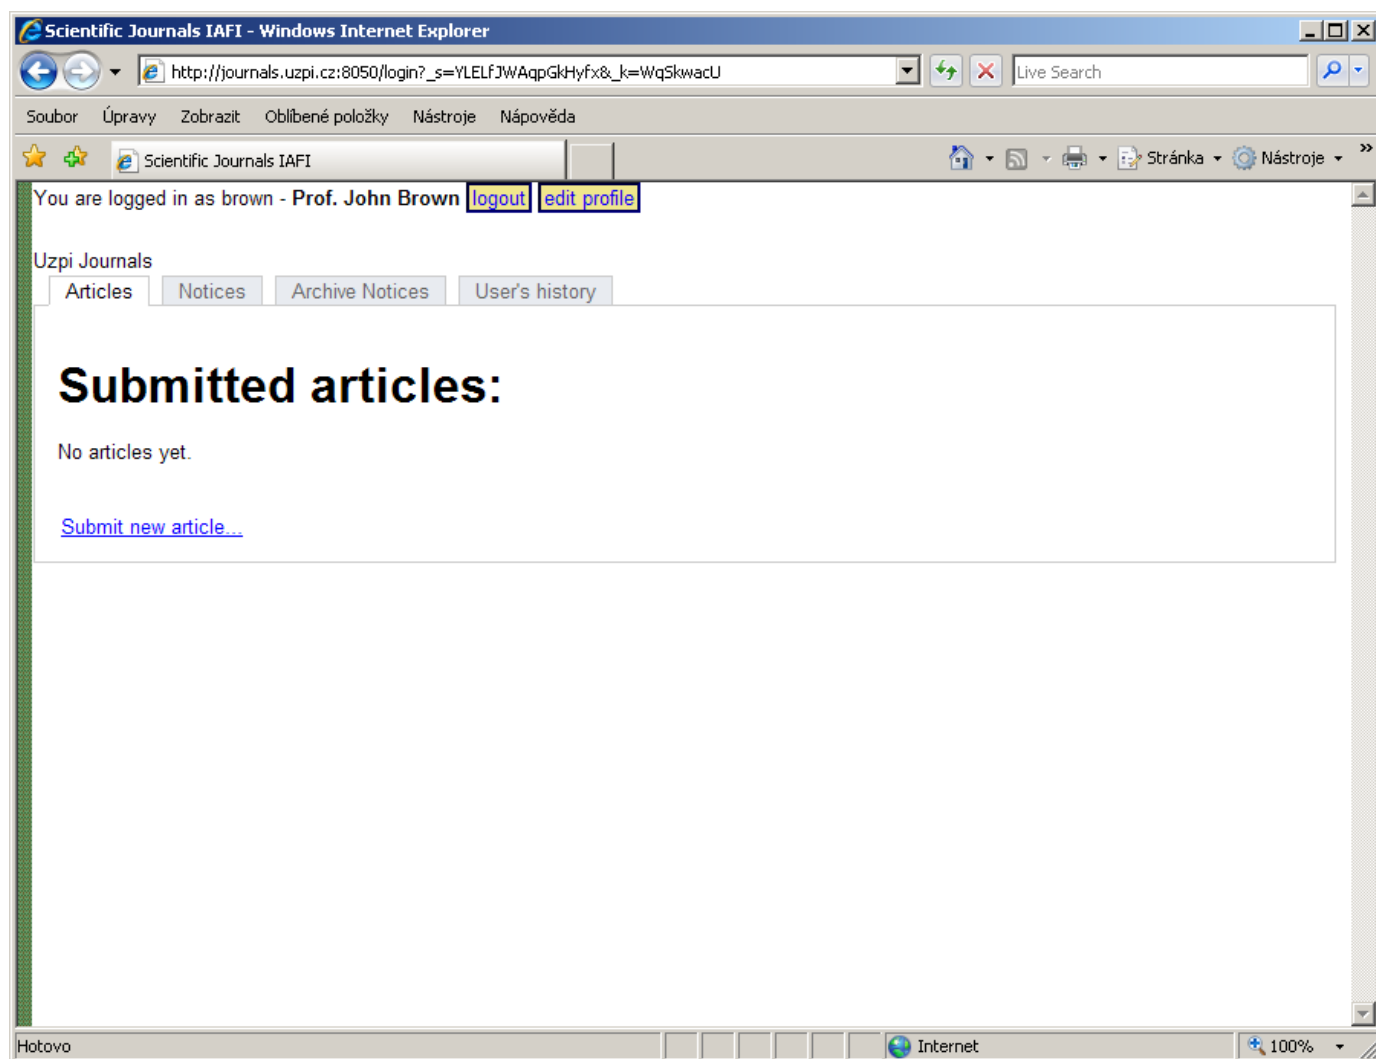 Scientific Journals IAFI - Windows Internet Explorer
http://journals.uzpi.cz:8050/login?_s=YLELfJWAqpGkHyfx&_k=WqSkwacU
Live Search
Soubor Úpravy Zobrazit Oblíbené položky Nástroje Nápověda
Scientific Journals IAFI
Stránka Nástroje »
You are logged in as brown - Prof. John Brown logout edit profile
Uzpi Journals
Articles Notices Archive Notices User's history
Submitted articles:
No articles yet.
Submit new article...
Hotovo Internet 100%